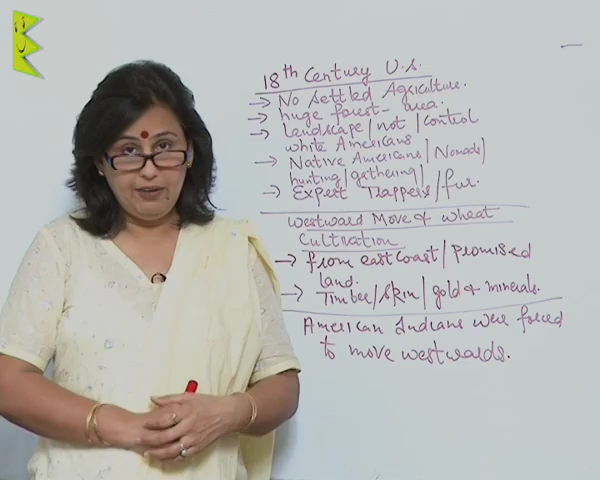 18th Century U.S.
→ No settled Agriculture.
→ huge forest- area.
→ landscape/not/control
white Americans
→ Native Americans/Nomads/
hunting/gathering/
→ Expert Trappers/fur.
Westward Move & wheat
Cultivation
→ from east coast/promised
land.
→ Timber/skin/gold & minerals.
American Indians were forced
to move westwards.